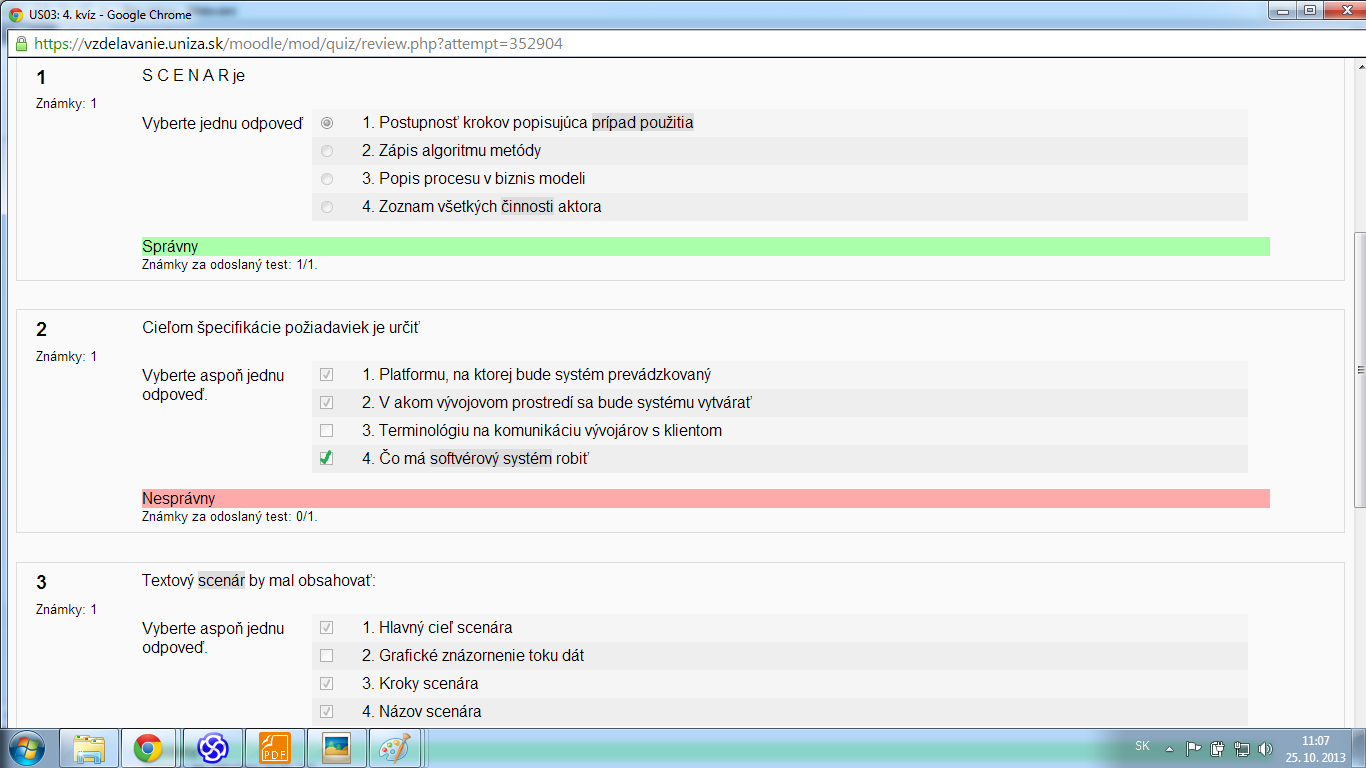 US03: 4. kvíz - Google Chrome
https://vzdelavanie.uniza.sk/moodle/mod/quiz/review.php?attempt=352904
1
S C E N A R je
Známky: 1
Vyberte jednu odpoveď
1. Postupnosť krokov popisujúca prípad použitia
2. Zápis algoritmu metódy
3. Popis procesu v biznis modeli
4. Zoznam všetkých činnosti aktora
Správny
Známky za odoslaný test: 1/1.
2
Cieľom špecifikácie požiadaviek je určiť
Známky: 1
Vyberte aspoň jednu
odpoveď.
1. Platformu, na ktorej bude systém prevádzkovaný
2. V akom vývojovom prostredí sa bude systému vytvárať
3. Terminológiu na komunikáciu vývojárov s klientom
4. Čo má softvérový systém robiť
Nesprávny
Známky za odoslaný test: 0/1.
3
Textový scenár by mal obsahovať:
Známky: 1
Vyberte aspoň jednu
odpoveď.
1. Hlavný cieľ scenára
2. Grafické znázornenie toku dát
3. Kroky scenára
4. Názov scenára
PDF
SK
11:07
25. 10. 2013